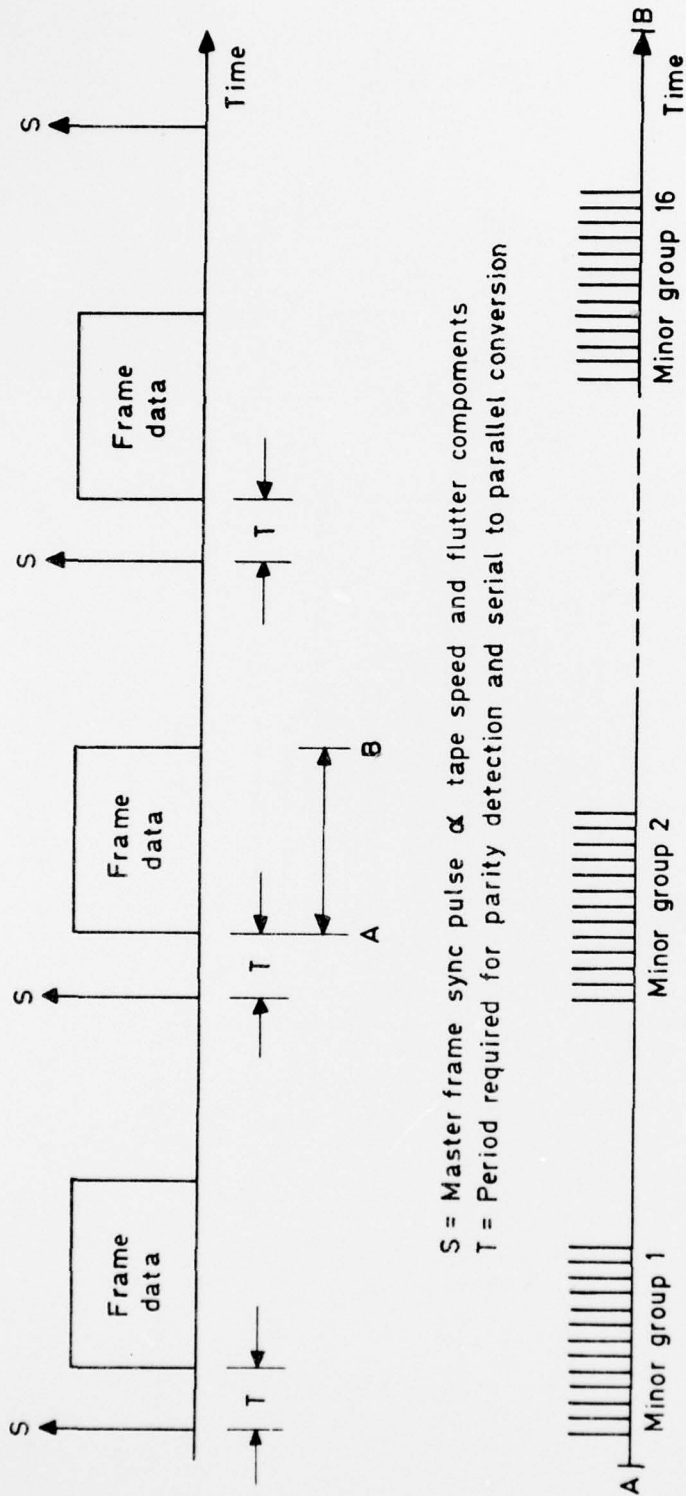 S S S S
Frame data Frame data Frame data
Time
T T T
A B
S = Master frame sync pulse α tape speed and flutter compoments
T = Period required for parity detection and serial to parallel conversion
A B
Minor group 1 Minor group 2 Minor group 16 Time